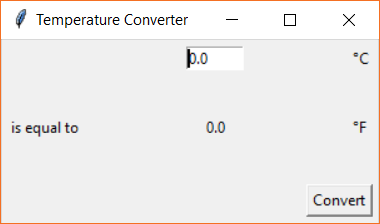 Temperature Converter
0.0 °C
is equal to 0.0 °F
Convert